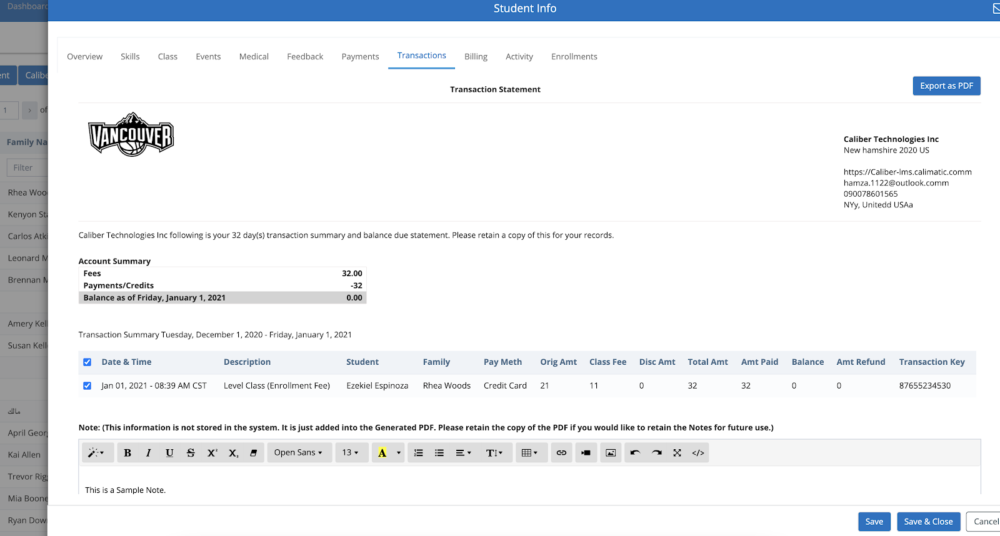 Dashboard
Student Info
Overview Skills Class Events Medical Feedback Payments Transactions Billing Activity Enrollments
ent Calibe
Transaction Statement
Export as PDF
1 > of
VANCOUVER
Family Na
Filter
Caliber Technologies Inc
New hamshire 2020 US
https://Caliber-lms.calimatic.comm
hamza.1122@outlook.comm
090078601565
NYy, Unitedd USAa
Rhea Woo
Kenyon Sta
Carlos Atki
Leonard M
Brennan M
Amery Kell
Susan Kell
مالك
April Georg
Kai Allen
Trevor Rigg
Mia Boone
Ryan Dow
Caliber Technologies Inc following is your 32 day(s) transaction summary and balance due statement. Please retain a copy of this for your records.
Account Summary
Fees 32.00
Payments/Credits -32
Balance as of Friday, January 1, 2021 0.00
Transaction Summary Tuesday, December 1, 2020 - Friday, January 1, 2021
Date & Time Description Student Family Pay Meth Orig Amt Class Fee Disc Amt Total Amt Amt Paid Balance Amt Refund Transaction Key
Jan 01, 2021 - 08:39 AM CST Level Class (Enrollment Fee) Ezekiel Espinoza Rhea Woods Credit Card 21 11 0 32 32 0 0 87655234530
Note: (This information is not stored in the system. It is just added into the Generated PDF. Please retain the copy of the PDF if you would like to retain the Notes for future use.)
B I U S X² X₂ Open Sans 13 A T </>
This is a Sample Note.
Save Save & Close Cancel